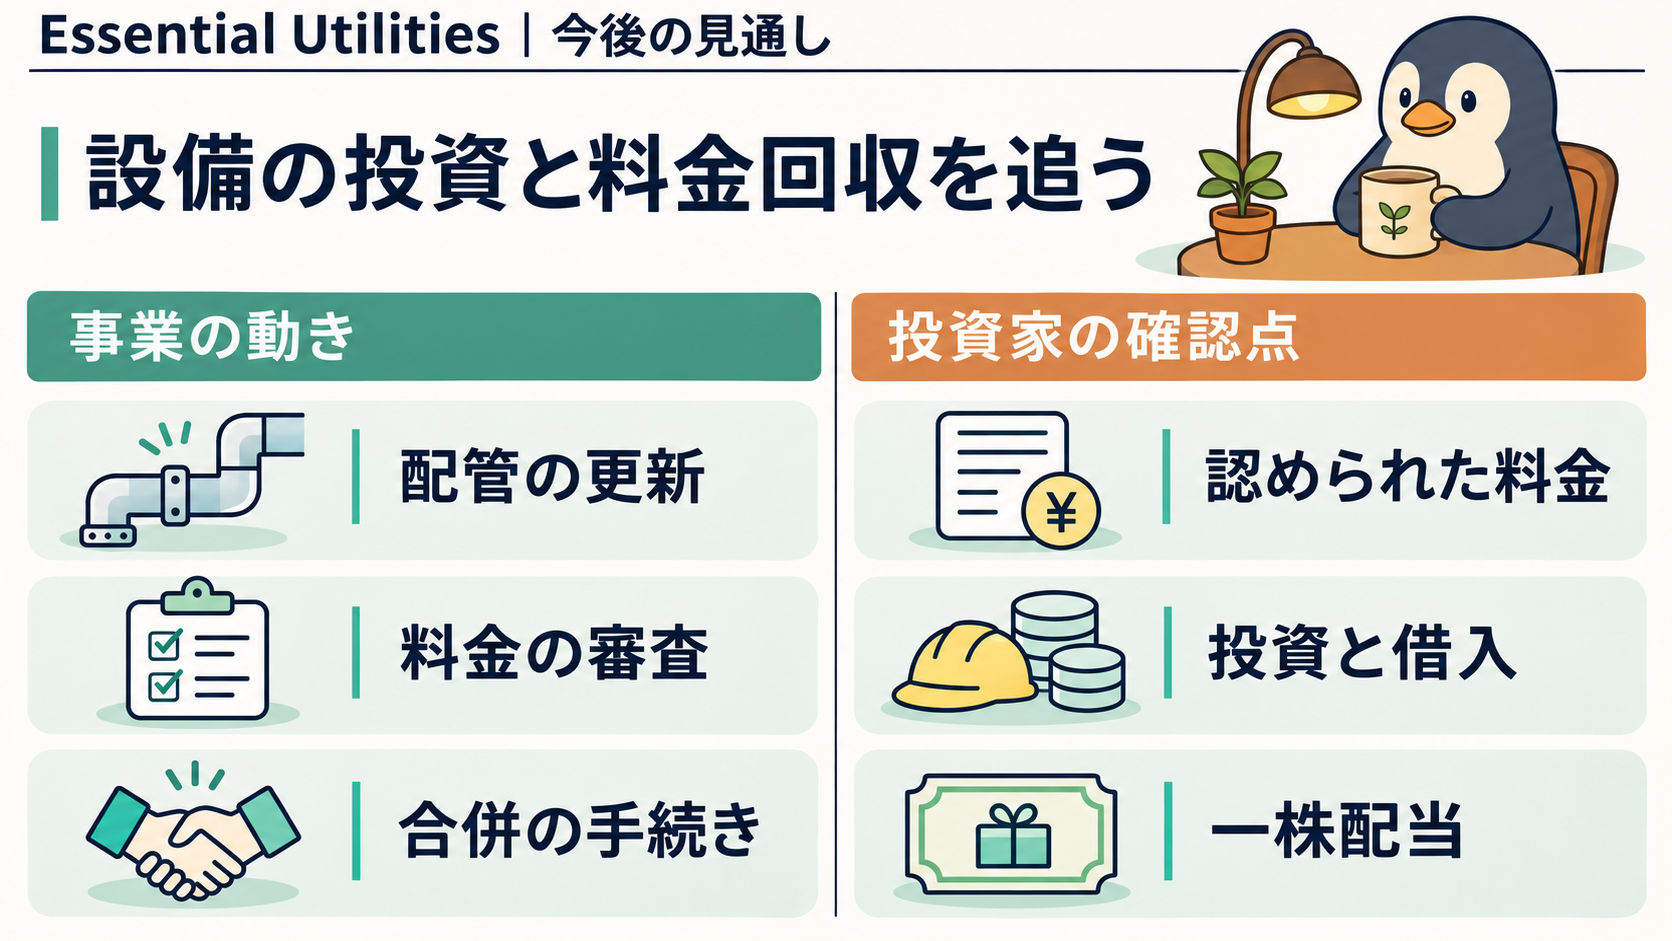 Essential Utilities｜今後の見通し
設備の投資と料金回収を追う
事業の動き
配管の更新
料金の審査
合併の手続き
投資家の確認点
¥
認められた料金
投資と借入
一株配当